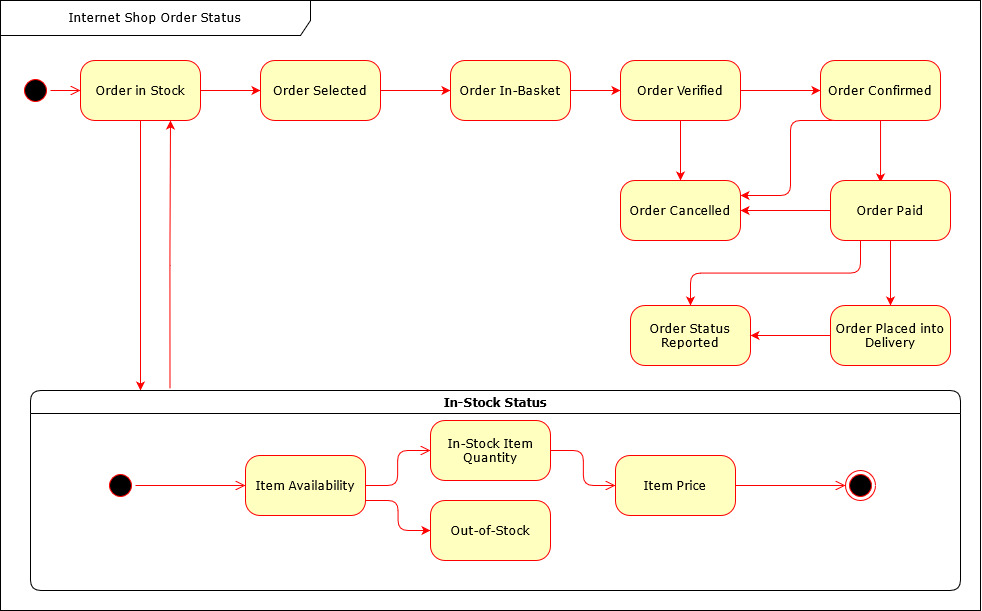 Internet Shop Order Status
Order in Stock
Order Selected
Order In-Basket
Order Verified
Order Confirmed
Order Cancelled
Order Paid
Order Status
Reported
Order Placed into
Delivery
In-Stock Status
Item Availability
In-Stock Item
Quantity
Item Price
Out-of-Stock